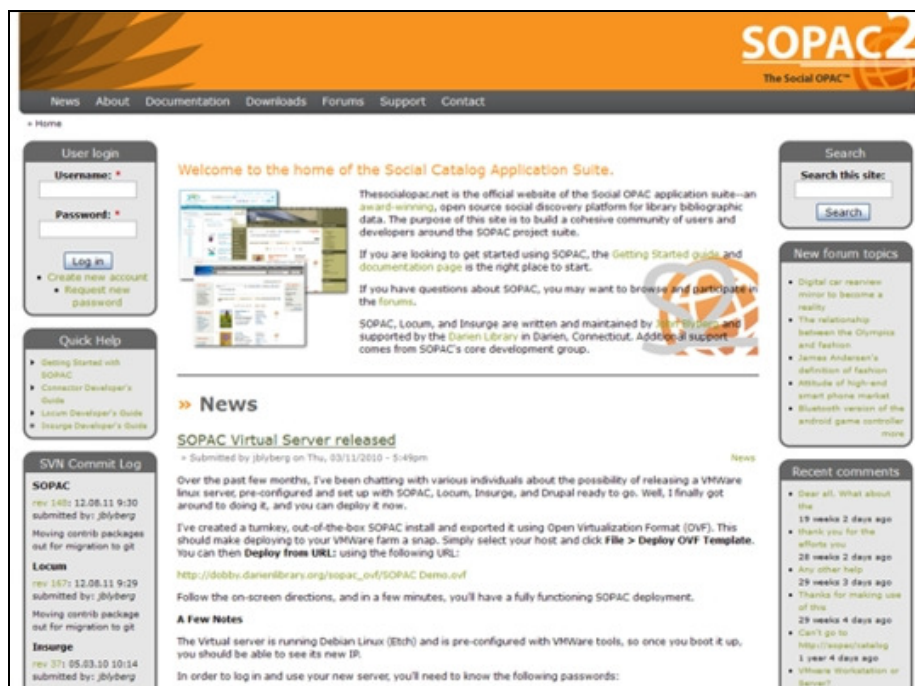 SOPAC2
The Social OPAC™
News About Documentation Downloads Forums Support Contact
» Home
User login
Username: *
Password: *
Log in
Create new account
Request new
password
Quick Help
Getting Started with
SOPAC
Connector Developer's
Guide
Locum Developer's Guide
Insurge Developer's Guide
SVN Commit Log
SOPAC
rev 148: 12.08.11 9:30
submitted by: jblyberg
Moving contrib packages
out for migration to git
Locum
rev 167: 12.08.11 9:29
submitted by: jblyberg
Moving contrib package
out for migration to git
Insurge
rev 37: 05.03.10 10:14
submitted by: jblyberg
Welcome to the home of the Social Catalog Application Suite.
Thesocialopac.net is the official website of the Social OPAC application suite--an
award-winning, open source social discovery platform for library bibliographic
data. The purpose of this site is to build a cohesive community of users and
developers around the SOPAC project suite.
If you are looking to get started using SOPAC, the Getting Started guide and
documentation page is the right place to start.
If you have questions about SOPAC, you may want to browse and participate in
the forums.
SOPAC, Locum, and Insurge are written and maintained by John Blyberg and
supported by the Darien Library in Darien, Connecticut. Additional support
comes from SOPAC's core development group.
» News
SOPAC Virtual Server released
» Submitted by jblyberg on Thu, 03/11/2010 - 5:49pm News
Over the past few months, I've been chatting with various individuals about the possibility of releasing a VMWare
linux server, pre-configured and set up with SOPAC, Locum, Insurge, and Drupal ready to go. Well, I finally got
around to doing it, and you can deploy it now.
I've created a turnkey, out-of-the-box SOPAC install and exported it using Open Virtualization Format (OVF). This
should make deploying to your VMWare farm a snap. Simply select your host and click File > Deploy OVF Template.
You can then Deploy from URL: using the following URL:
http://dobby.darienlibrary.org/sopac_ovf/SOPAC Demo.ovf
Follow the on-screen directions, and in a few minutes, you'll have a fully functioning SOPAC deployment.
A Few Notes
The Virtual server is running Debian Linux (Etch) and is pre-configured with VMWare tools, so once you boot it up,
you should be able to see its new IP.
In order to log in and use your new server, you'll need to know the following passwords:
Search
Search this site:
Search
New forum topics
Digital car rearview
mirror to become a
reality
The relationship
between the Olympics
and fashion
James Andersen's
definition of fashion
Attitude of high-end
smart phone market
Bluetooth version of the
android game controller
more
Recent comments
Dear all. What about
the
19 weeks 2 days ago
thank you for the
efforts you
28 weeks 2 days ago
Any other help
29 weeks 3 days ago
Thanks for making use
of this
29 weeks 4 days ago
Can't go to
http://sopac/catalog
1 year 4 days ago
VMware Workstation or
Server?